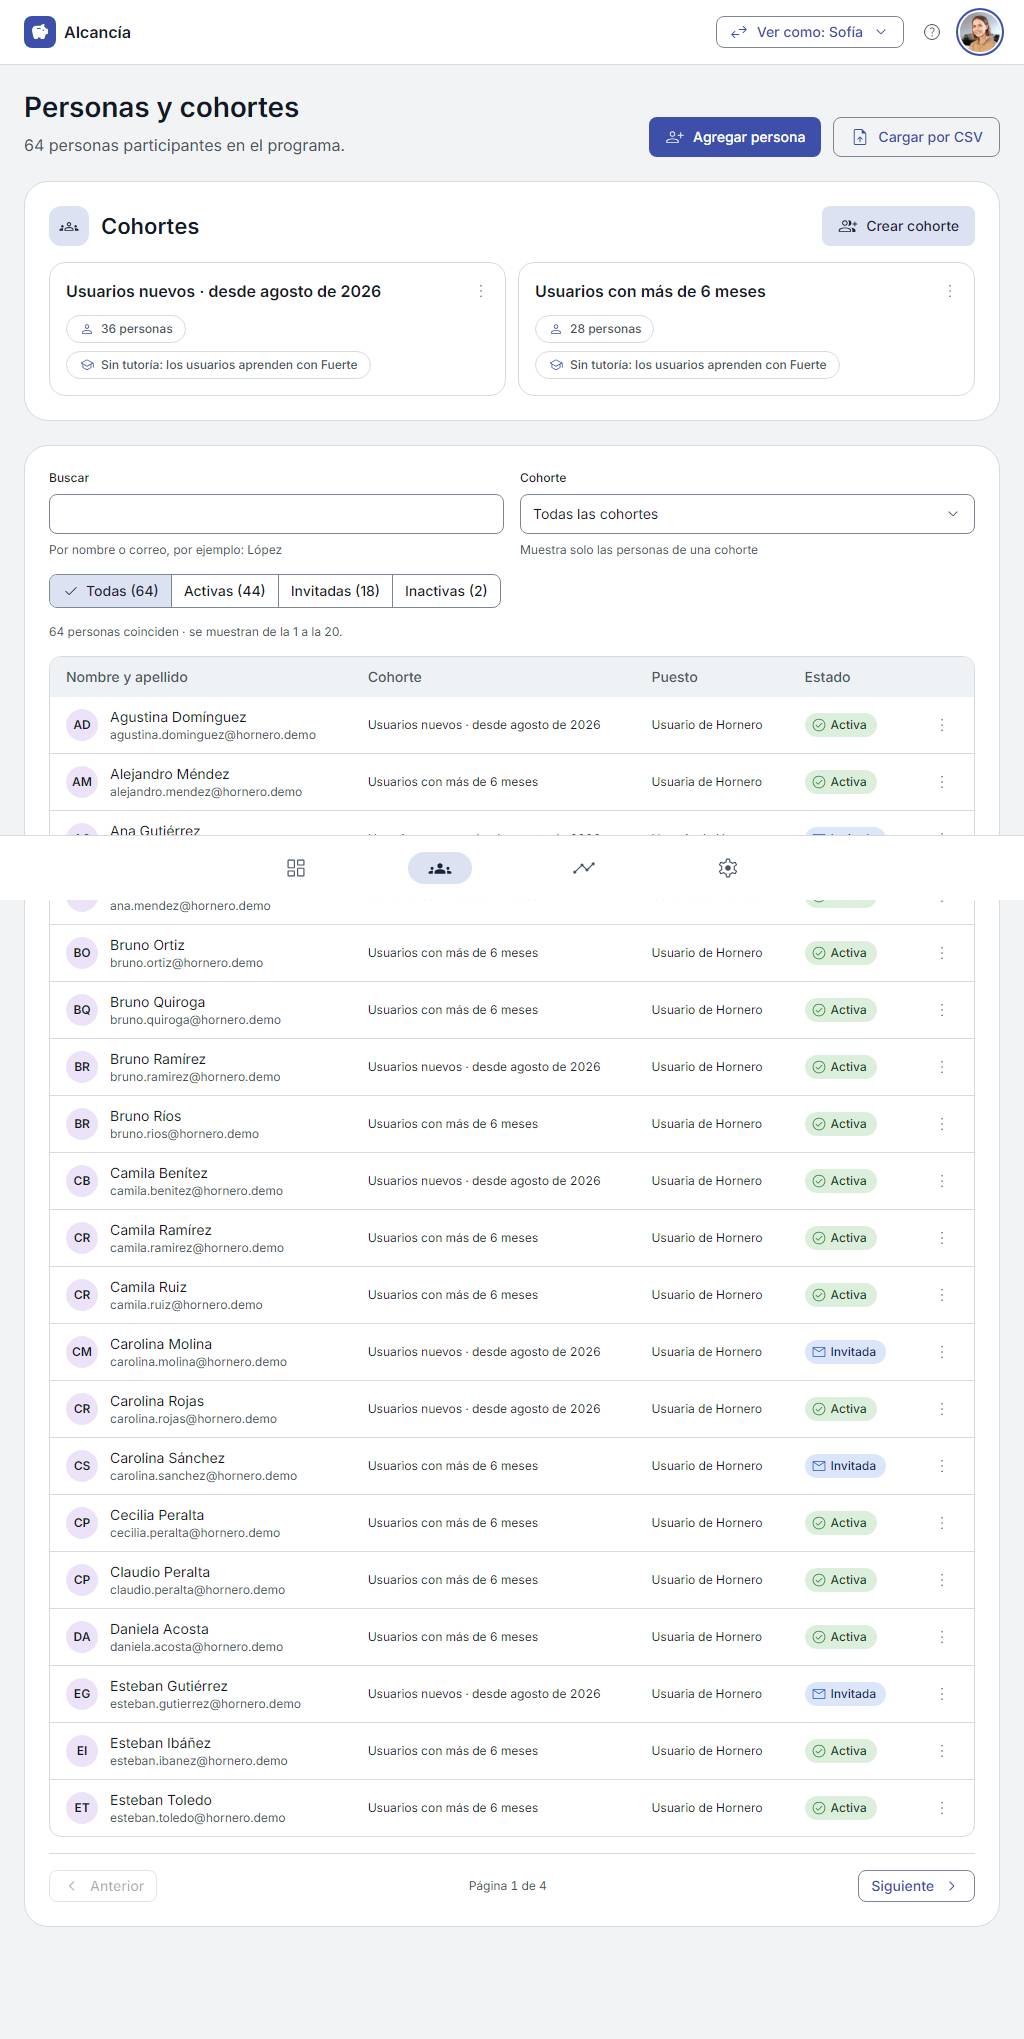 Alcancía
Ver como: Sofía
Personas y cohortes
64 personas participantes en el programa.
Agregar persona
Cargar por CSV
Cohortes
Crear cohorte
Usuarios nuevos · desde agosto de 2026
36 personas
Sin tutoría: los usuarios aprenden con Fuerte
Usuarios con más de 6 meses
28 personas
Sin tutoría: los usuarios aprenden con Fuerte
Buscar
Por nombre o correo, por ejemplo: López
Cohorte
Todas las cohortes
Muestra solo las personas de una cohorte
Todas (64) Activas (44) Invitadas (18) Inactivas (2)
64 personas coinciden · se muestran de la 1 a la 20.
Nombre y apellido Cohorte Puesto Estado
AD Agustina Domínguez Usuarios nuevos · desde agosto de 2026 Usuario de Hornero Activa
agustina.dominguez@hornero.demo
AM Alejandro Méndez Usuarios con más de 6 meses Usuaria de Hornero Activa
alejandro.mendez@hornero.demo
Ana Gutiérrez
ana.mendez@hornero.demo
BO Bruno Ortiz Usuarios con más de 6 meses Usuario de Hornero Activa
bruno.ortiz@hornero.demo
BQ Bruno Quiroga Usuarios con más de 6 meses Usuario de Hornero Activa
bruno.quiroga@hornero.demo
BR Bruno Ramírez Usuarios nuevos · desde agosto de 2026 Usuario de Hornero Activa
bruno.ramirez@hornero.demo
BR Bruno Ríos Usuarios con más de 6 meses Usuaria de Hornero Activa
bruno.rios@hornero.demo
CB Camila Benítez Usuarios nuevos · desde agosto de 2026 Usuaria de Hornero Activa
camila.benitez@hornero.demo
CR Camila Ramírez Usuarios con más de 6 meses Usuario de Hornero Activa
camila.ramirez@hornero.demo
CR Camila Ruiz Usuarios con más de 6 meses Usuario de Hornero Activa
camila.ruiz@hornero.demo
CM Carolina Molina Usuarios nuevos · desde agosto de 2026 Usuaria de Hornero Invitada
carolina.molina@hornero.demo
CR Carolina Rojas Usuarios nuevos · desde agosto de 2026 Usuaria de Hornero Activa
carolina.rojas@hornero.demo
CS Carolina Sánchez Usuarios con más de 6 meses Usuario de Hornero Invitada
carolina.sanchez@hornero.demo
CP Cecilia Peralta Usuarios con más de 6 meses Usuaria de Hornero Activa
cecilia.peralta@hornero.demo
CP Claudio Peralta Usuarios con más de 6 meses Usuario de Hornero Activa
claudio.peralta@hornero.demo
DA Daniela Acosta Usuarios con más de 6 meses Usuaria de Hornero Activa
daniela.acosta@hornero.demo
EG Esteban Gutiérrez Usuarios nuevos · desde agosto de 2026 Usuaria de Hornero Invitada
esteban.gutierrez@hornero.demo
EI Esteban Ibáñez Usuarios con más de 6 meses Usuario de Hornero Activa
esteban.ibanez@hornero.demo
ET Esteban Toledo Usuarios con más de 6 meses Usuario de Hornero Activa
esteban.toledo@hornero.demo
Anterior
Página 1 de 4
Siguiente